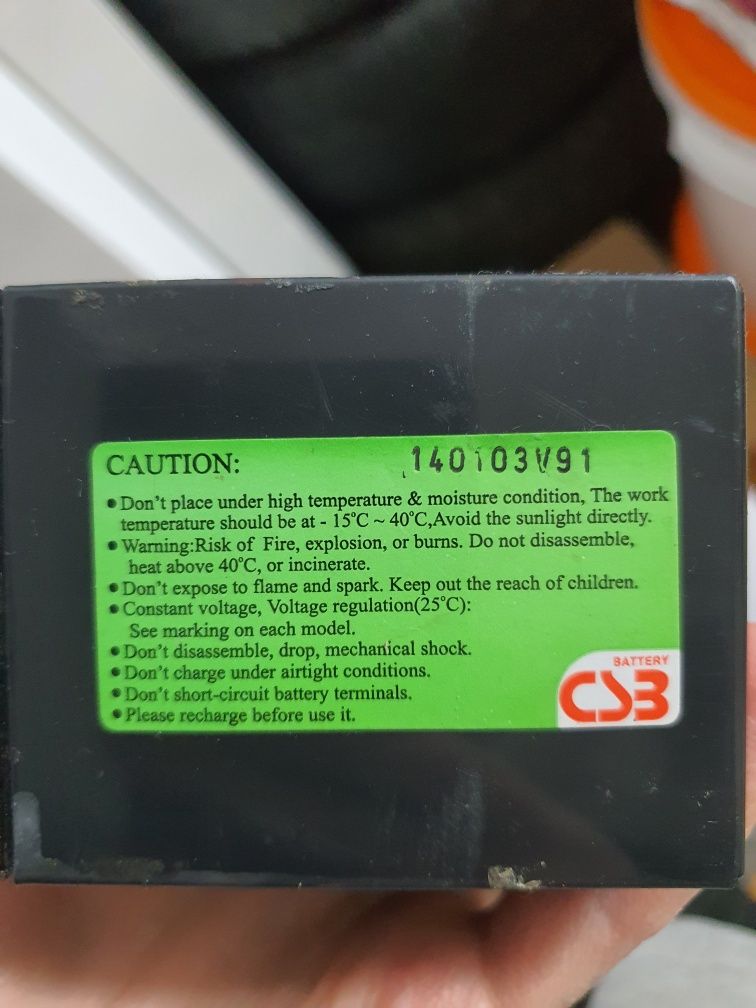 CAUTION: 140103V91
• Don't place under high temperature & moisture condition, The work
temperature should be at - 15°C ~ 40°C,Avoid the sunlight directly.
• Warning:Risk of Fire, explosion, or burns. Do not disassemble,
heat above 40°C, or incinerate.
• Don't expose to flame and spark. Keep out the reach of children.
• Constant voltage, Voltage regulation(25°C):
See marking on each model.
• Don't disassemble, drop, mechanical shock.
• Don't charge under airtight conditions.
• Don't short-circuit battery terminals.
• Please recharge before use it.
BATTERY
CSB